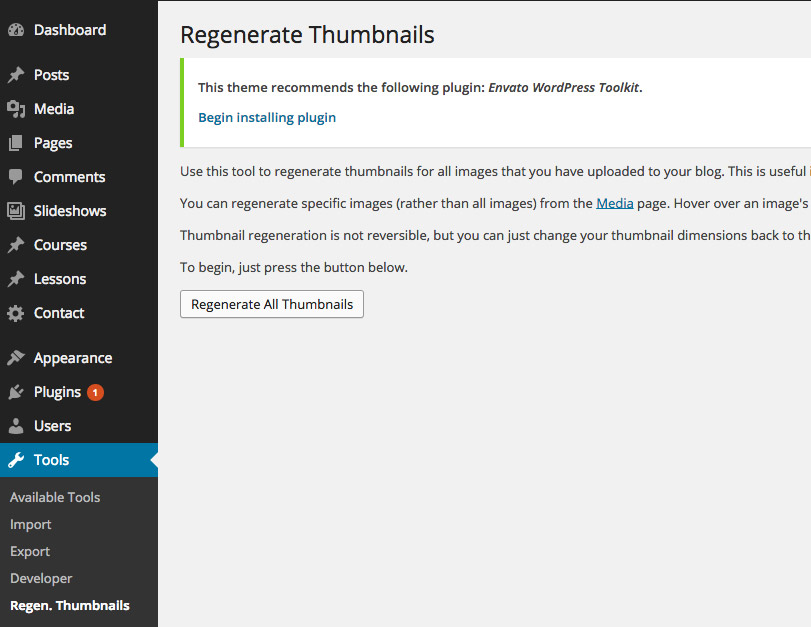 Dashboard
Posts
Media
Pages
Comments
Slideshows
Courses
Lessons
Contact
Appearance
Plugins 1
Users
Tools
Available Tools
Import
Export
Developer
Regen. Thumbnails
Regenerate Thumbnails
This theme recommends the following plugin: Envato WordPress Toolkit.
Begin installing plugin
Use this tool to regenerate thumbnails for all images that you have uploaded to your blog. This is useful
You can regenerate specific images (rather than all images) from the Media page. Hover over an image's
Thumbnail regeneration is not reversible, but you can just change your thumbnail dimensions back to
To begin, just press the button below.
Regenerate All Thumbnails